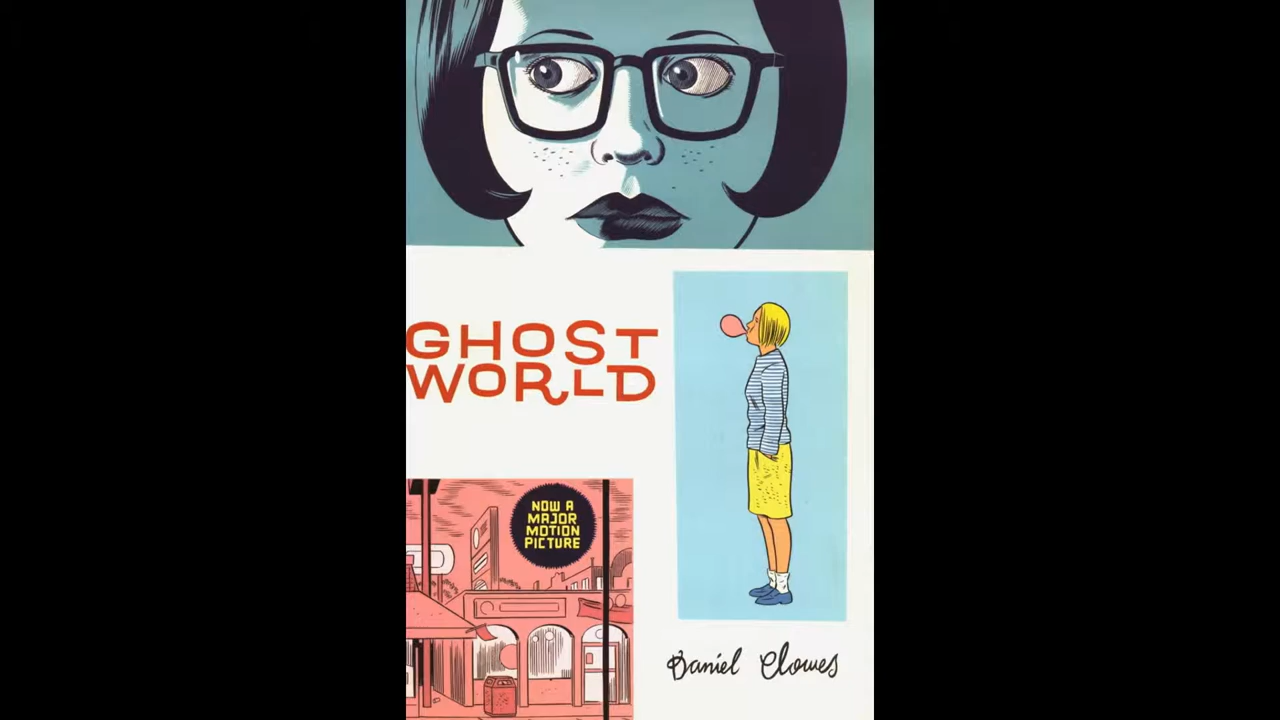 GHOST
WORLD
NOW A
MAJOR
MOTION
PICTURE
Daniel Clowes